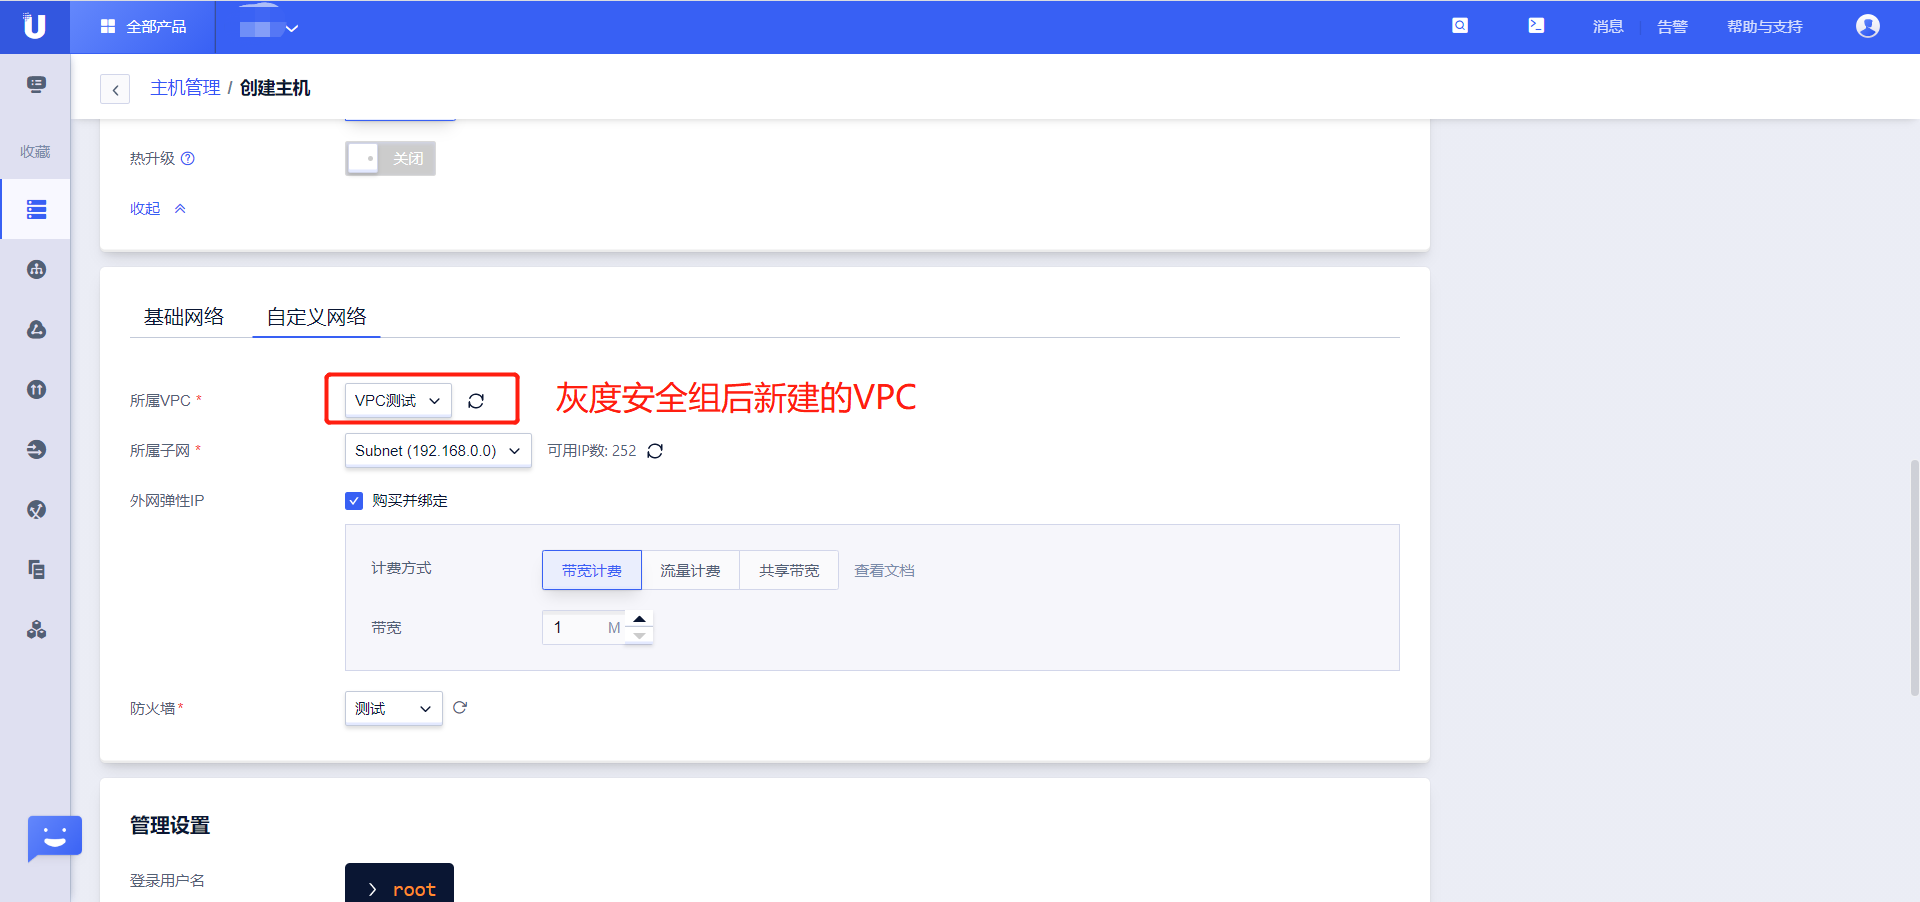 U 全部产品 消息 告警 帮助与支持
主机管理 / 创建主机
收藏
热升级 关闭
收起
基础网络 自定义网络
所属VPC * VPC测试 灰度安全组后新建的VPC
所属子网 * Subnet (192.168.0.0) 可用IP数: 252
外网弹性IP 购买并绑定
计费方式 带宽计费 流量计费 共享带宽 查看文档
带宽 1 M
防火墙* 测试
管理设置
登录用户名 root